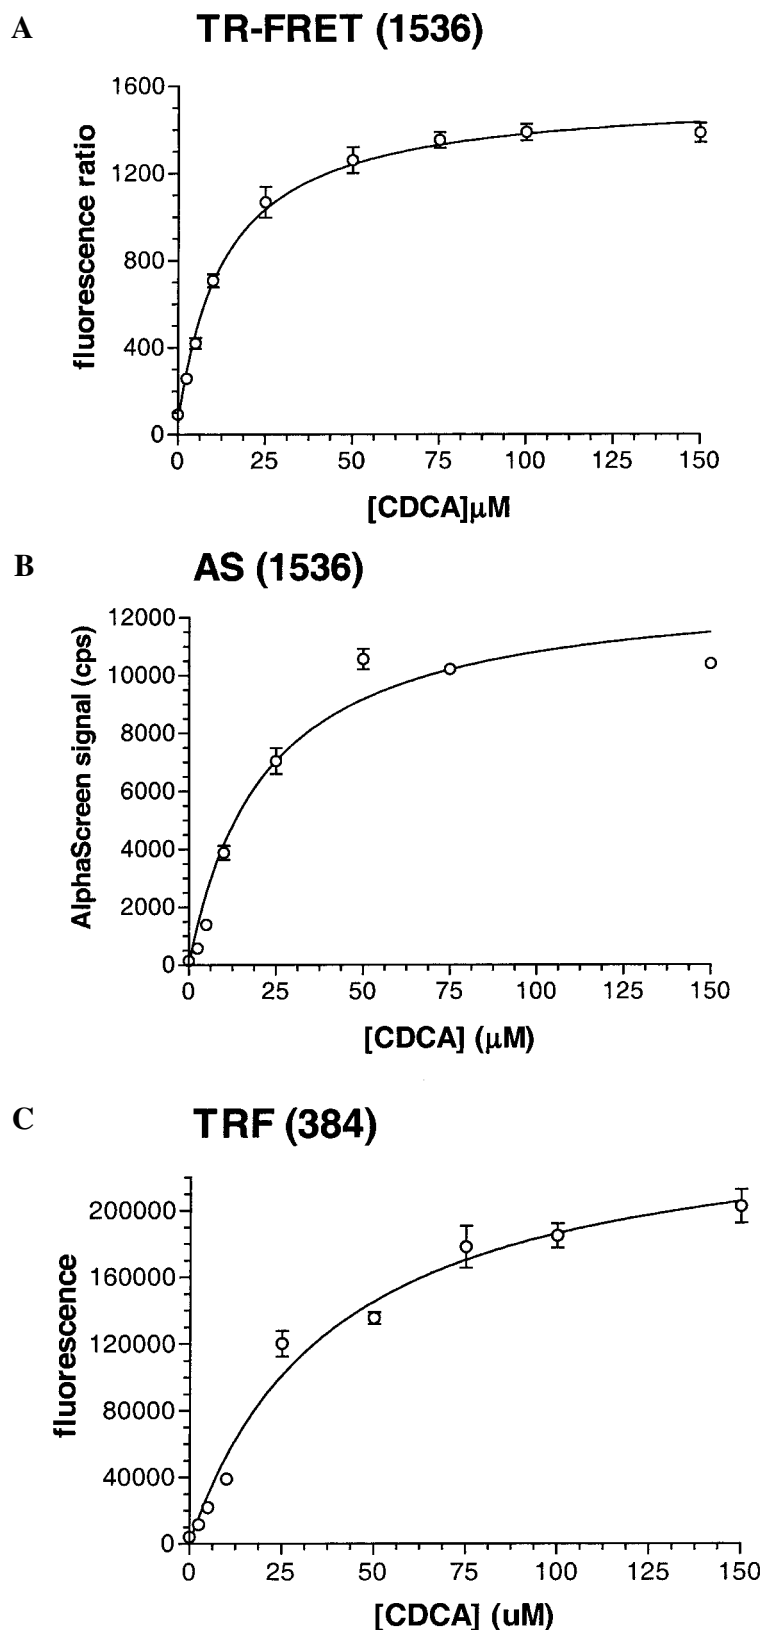 A
TR-FRET (1536)
fluorescence ratio
1600
1200
800
400
0
0 25 50 75 100 125 150
[CDCA]μM
B
AS (1536)
AlphaScreen signal (cps)
12000
10000
8000
6000
4000
2000
0
0 25 50 75 100 125 150
[CDCA] (μM)
C
TRF (384)
fluorescence
200000
160000
120000
80000
40000
0
0 25 50 75 100 125 150
[CDCA] (uM)